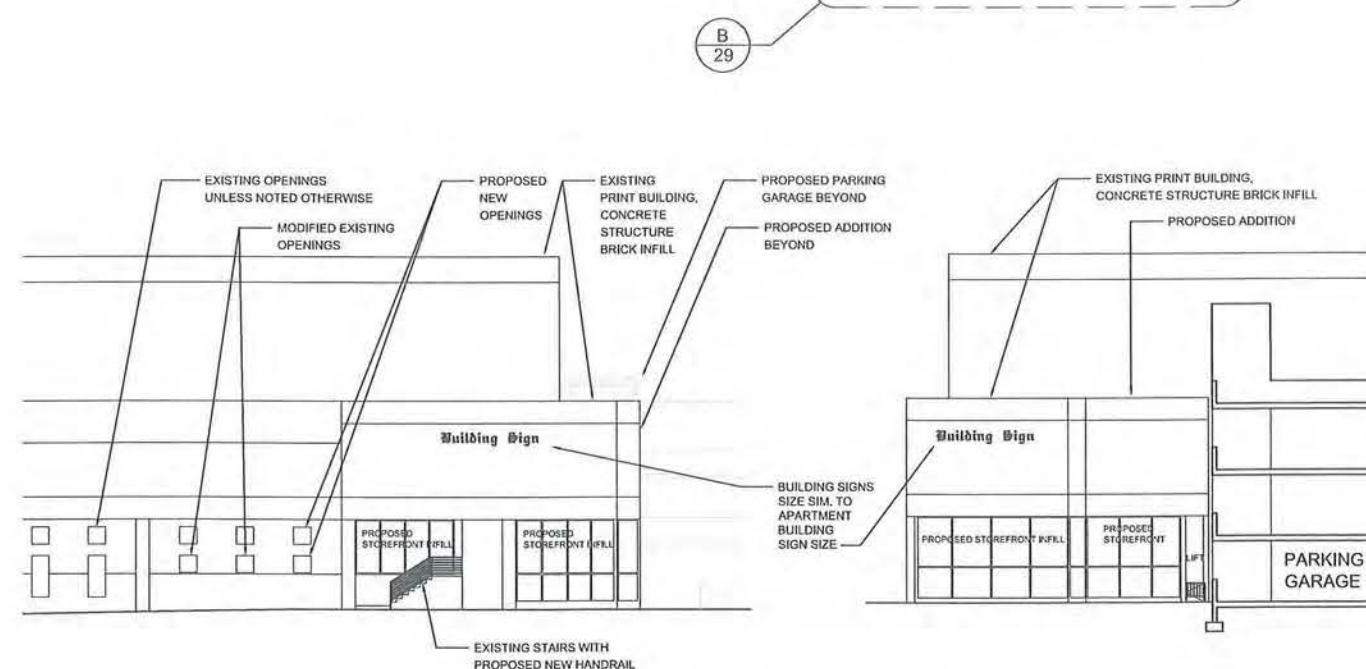 B
29
EXISTING OPENINGS
UNLESS NOTED OTHERWISE
MODIFIED EXISTING
OPENINGS
PROPOSED
NEW
OPENINGS
EXISTING
PRINT BUILDING,
CONCRETE
STRUCTURE
BRICK INFILL
PROPOSED PARKING
GARAGE BEYOND
PROPOSED ADDITION
BEYOND
EXISTING PRINT BUILDING,
CONCRETE STRUCTURE BRICK INFILL
PROPOSED ADDITION
Building Sign
Building Sign
BUILDING SIGNS
SIZE SIM. TO
APARTMENT
BUILDING
SIGN SIZE
PROPOSED
STOREFRONT INFILL
PROPOSED
STOREFRONT INFILL
PROPOSED STOREFRONT INFILL
PROPOSED
STOREFRONT
LIFT
PARKING
GARAGE
EXISTING STAIRS WITH
PROPOSED NEW HANDRAIL